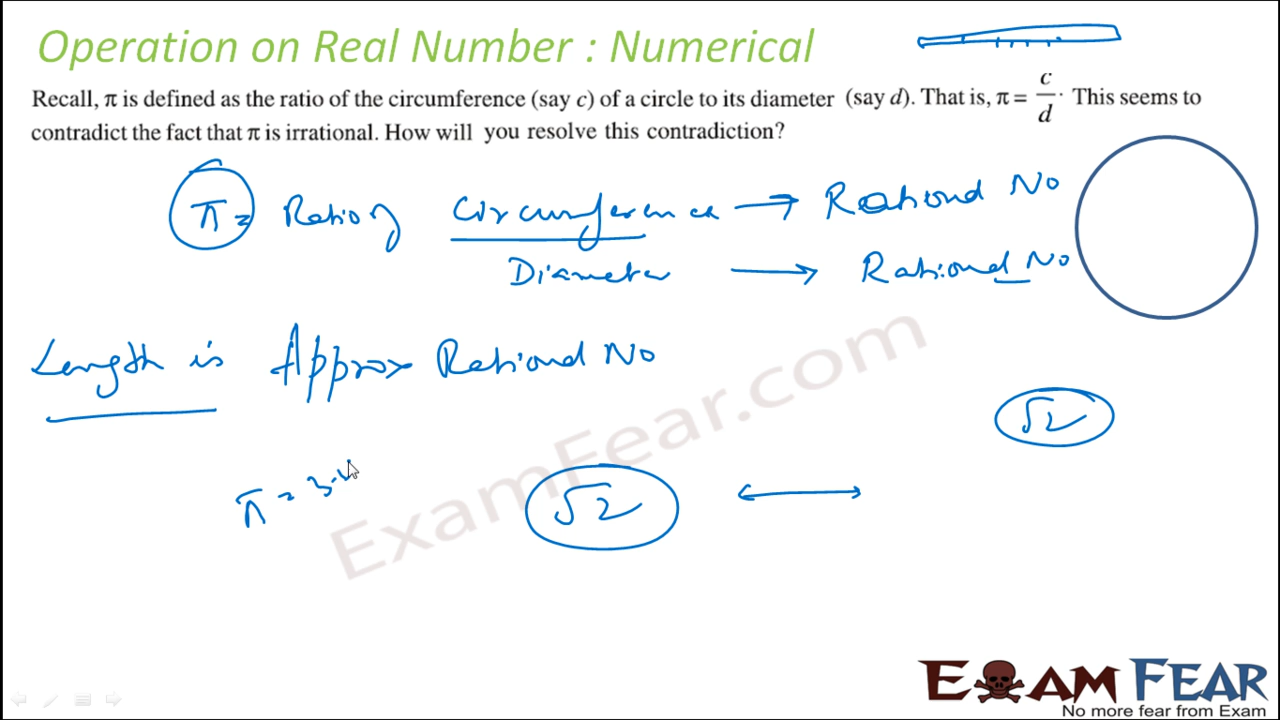 Operation on Real Number : Numerical
Recall, π is defined as the ratio of the circumference (say c) of a circle to its diameter (say d). That is, π = c/d. This seems to
contradict the fact that π is irrational. How will you resolve this contradiction?
π = Ratio of Circumference → Rational No
Diameter → Rational No
Length is Approx Rational No
√2
π = 3.
√2
ExamFear.com
EXAM FEAR
No more fear from Exam